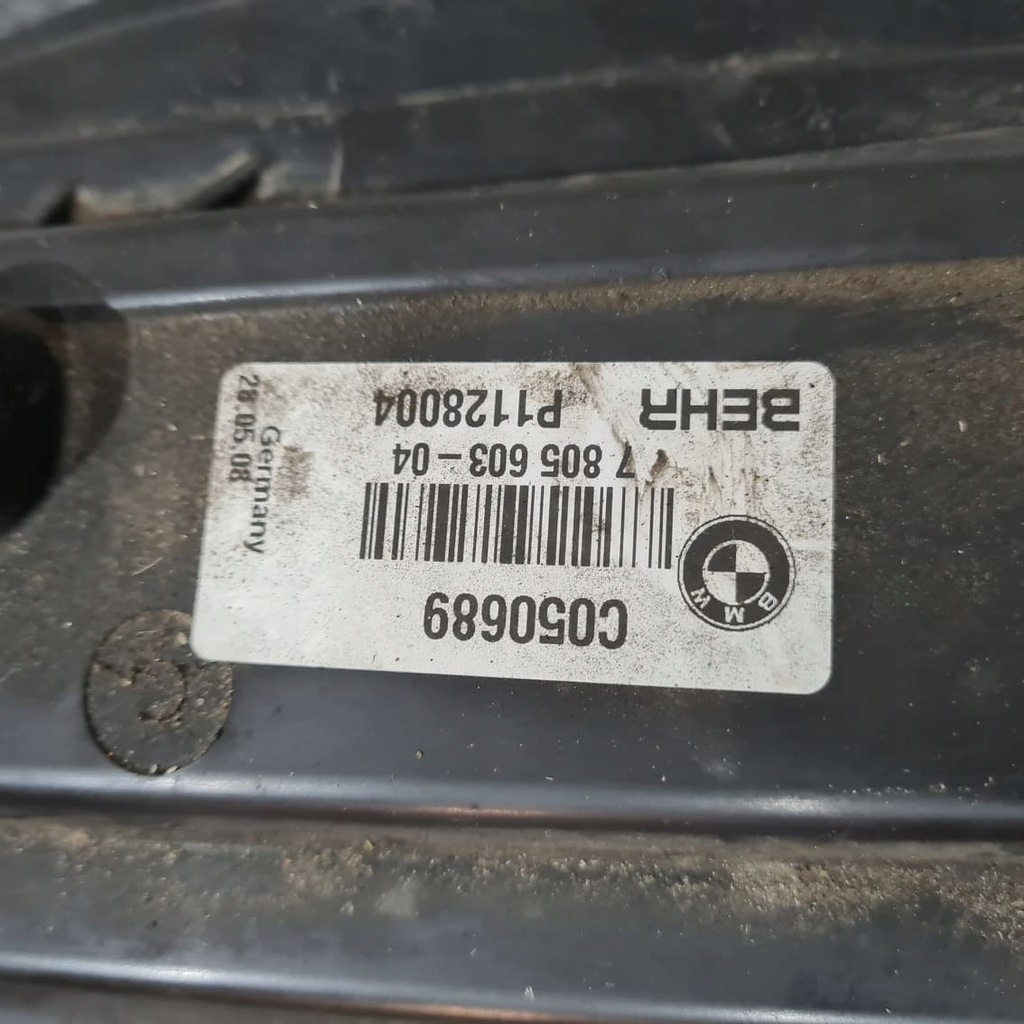 C050689
BMW
7 805 603-04
BEHR P1128004
Germany
28.05.08